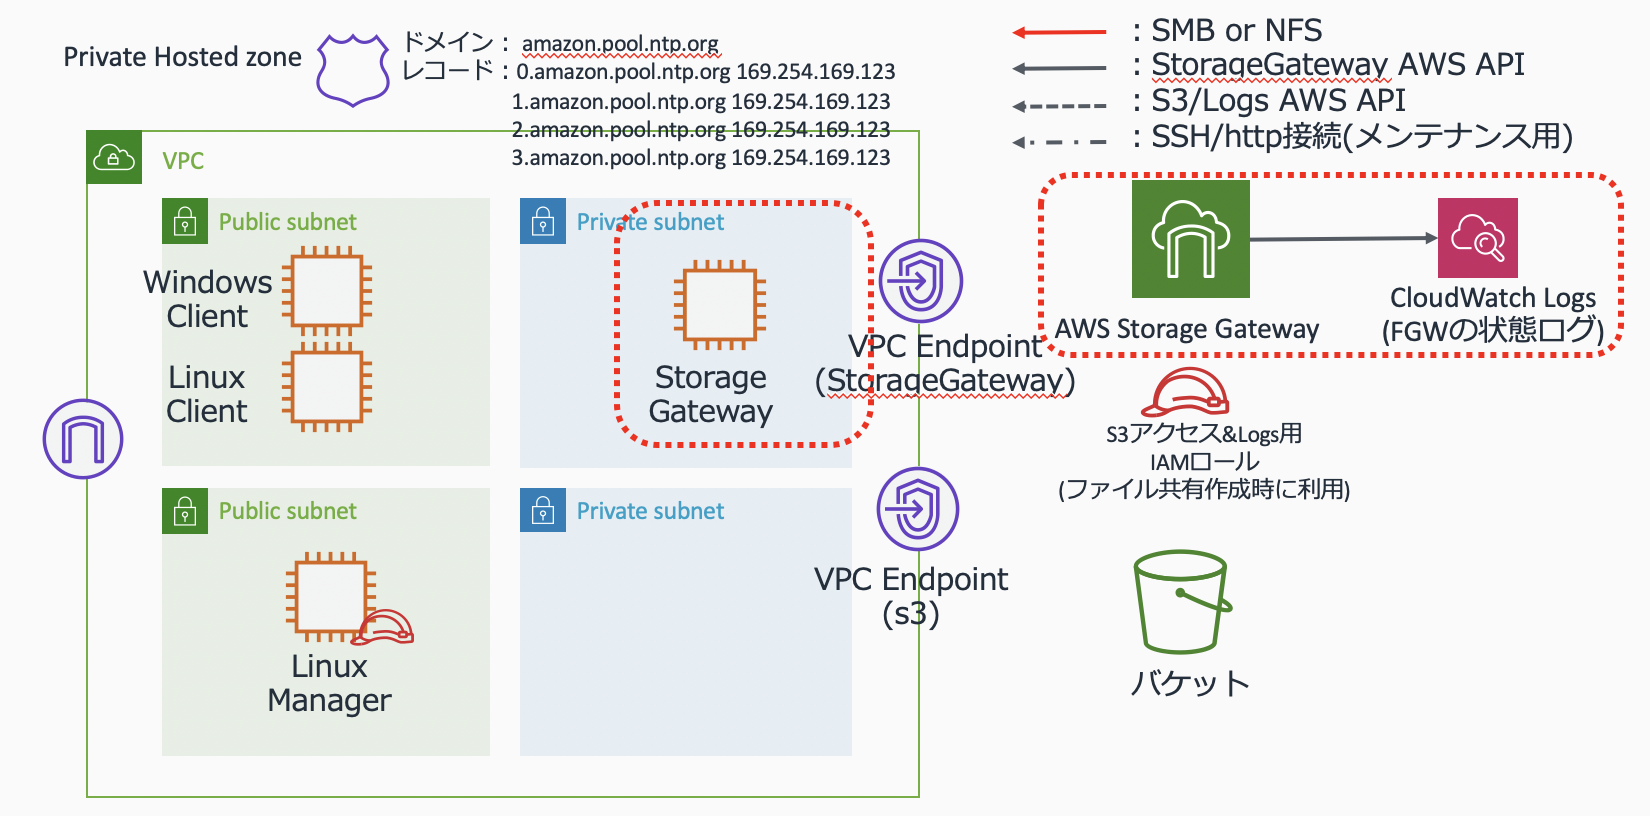 Private Hosted zone
ドメイン： amazon.pool.ntp.org
レコード：0.amazon.pool.ntp.org 169.254.169.123
1.amazon.pool.ntp.org 169.254.169.123
2.amazon.pool.ntp.org 169.254.169.123
3.amazon.pool.ntp.org 169.254.169.123
：SMB or NFS
：StorageGateway AWS API
：S3/Logs AWS API
：SSH/http接続(メンテナンス用)
VPC
Public subnet
Windows
Client
Linux
Client
Private subnet
Storage
Gateway
VPC Endpoint
(StorageGateway)
AWS Storage Gateway
CloudWatch Logs
(FGWの状態ログ)
S3アクセス&Logs用
IAMロール
(ファイル共有作成時に利用)
Public subnet
Linux
Manager
Private subnet
VPC Endpoint
(s3)
バケット